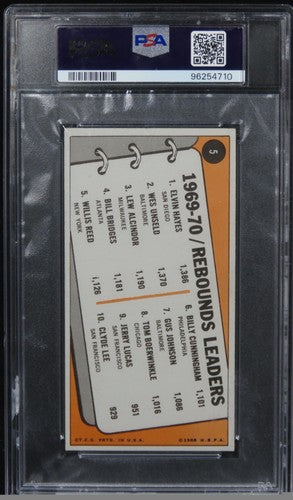 PSA
96254710
5
1969-70/REBOUNDS LEADERS
1. ELVIN HAYES
SAN DIEGO 1,386
2. WES UNSELD
BALTIMORE 1,370
3. LEW ALCINDOR
MILWAUKEE 1,190
4. BILL BRIDGES
ATLANTA 1,181
5. WILLIS REED
NEW YORK 1,126
6. BILLY CUNNINGHAM
PHILADELPHIA 1,101
7. GUS JOHNSON
BALTIMORE 1,086
8. TOM BOERWINKLE
CHICAGO 1,016
9. JERRY LUCAS
SAN FRANCISCO 951
10. CLYDE LEE
SAN FRANCISCO 929
©T.C.G. PRTD. IN U.S.A.
©1968 N.B.P.A.